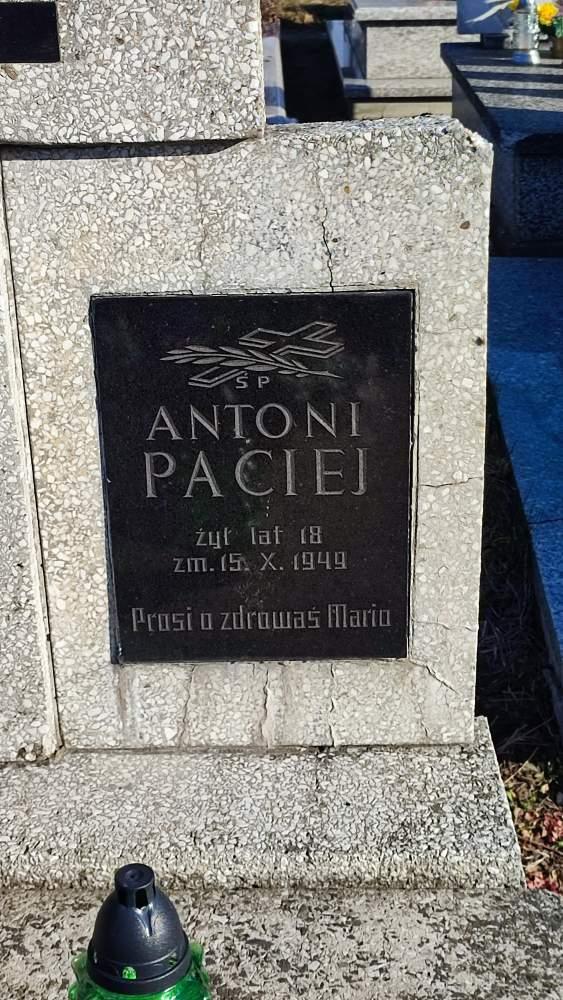 ŚP
ANTONI
PACIEJ
żył lat 18
zm. 15. X. 1949
Prosi o zdrowaś Mario